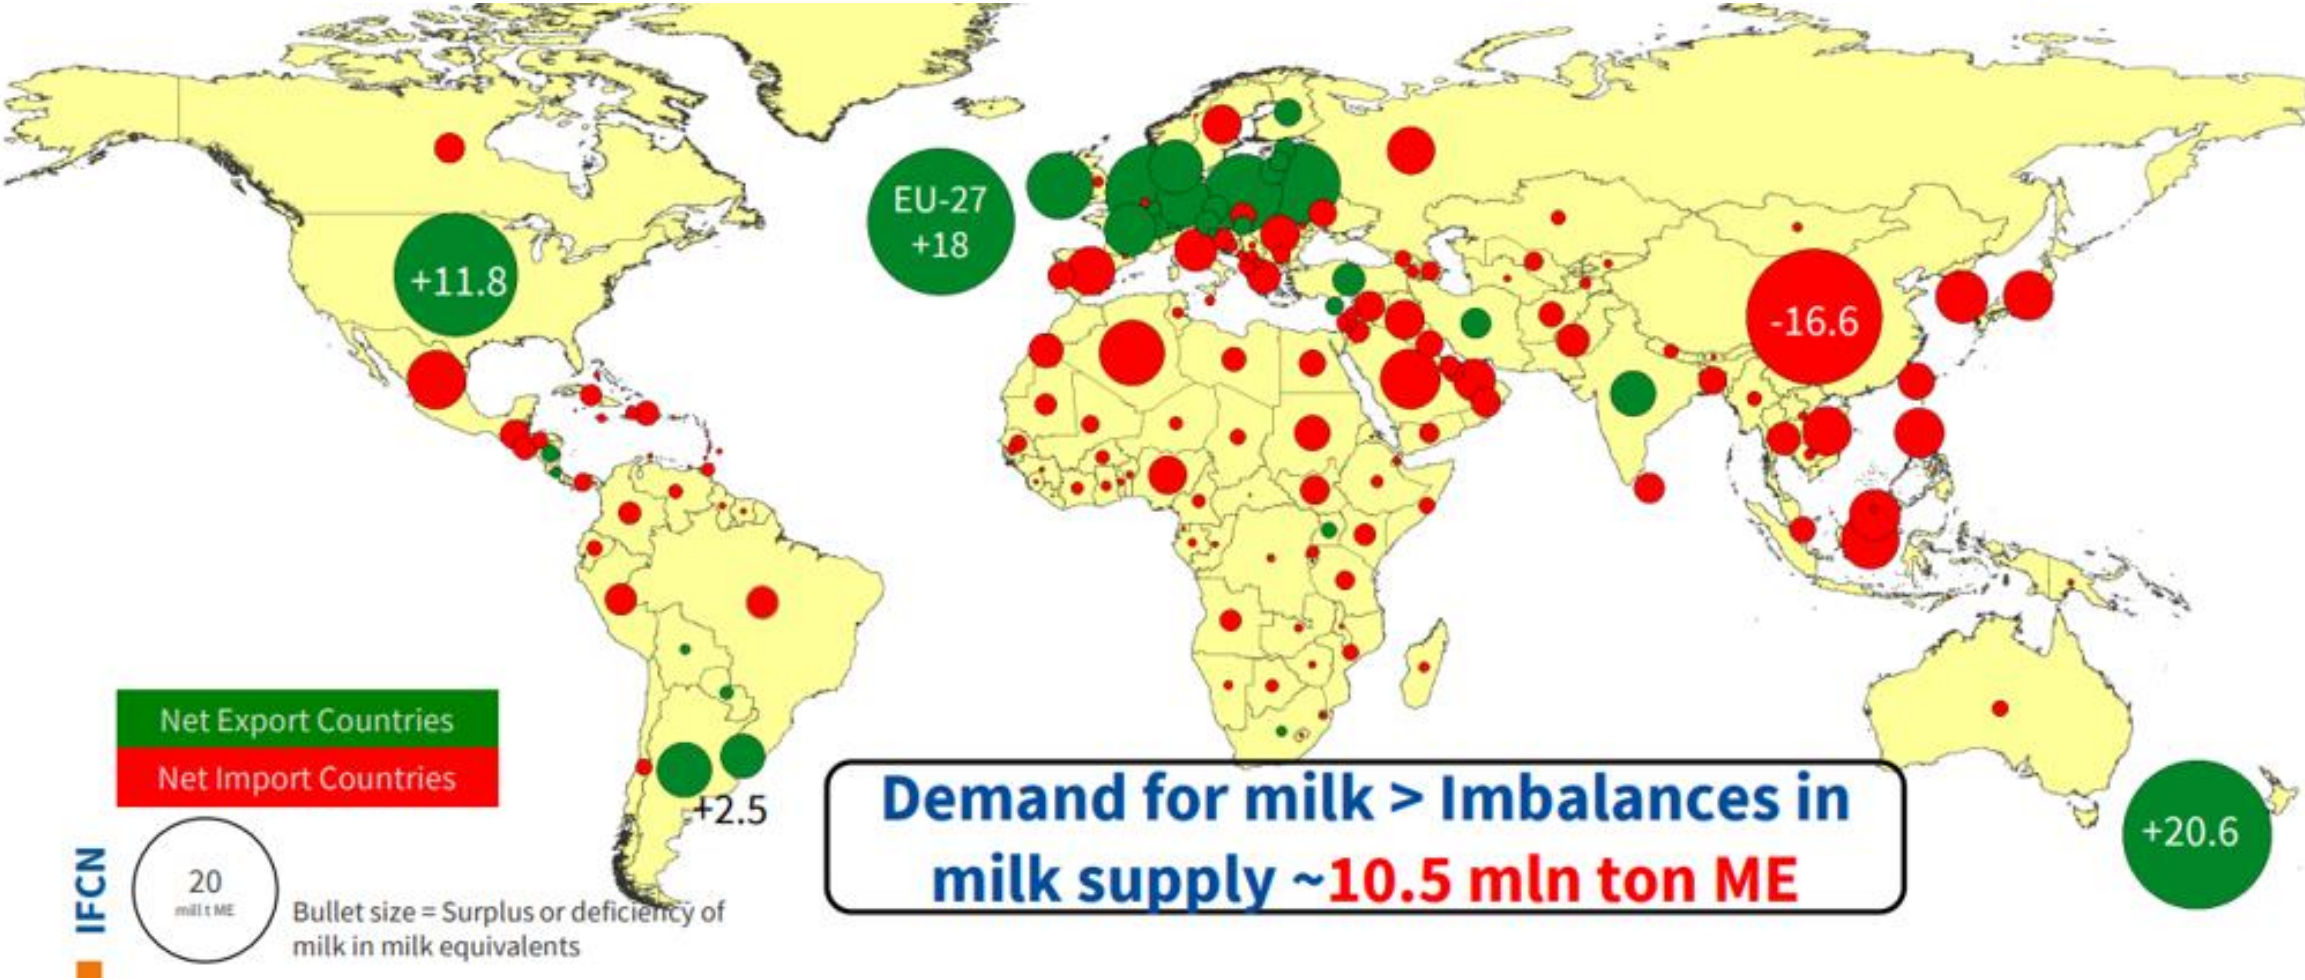 EU-27
+18
+11.8
-16.6
Net Export Countries
Net Import Countries
+2.5
Demand for milk > Imbalances in
milk supply ~10.5 mln ton ME
+20.6
IFCN
20
mill t ME
Bullet size = Surplus or deficiency of
milk in milk equivalents